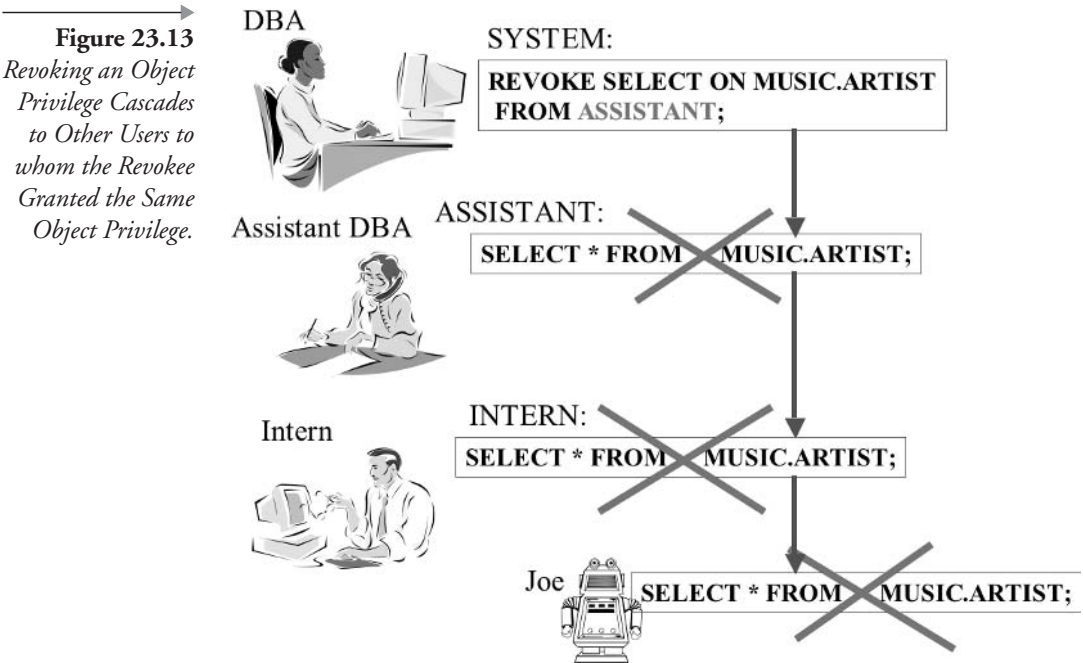 Figure 23.13
Revoking an Object
Privilege Cascades
to Other Users to
whom the Revokee
Granted the Same
Object Privilege.
DBA
SYSTEM:
REVOKE SELECT ON MUSIC.ARTIST
FROM ASSISTANT;
Assistant DBA
ASSISTANT:
SELECT * FROM MUSIC.ARTIST;
Intern
INTERN:
SELECT * FROM MUSIC.ARTIST;
Joe
SELECT * FROM MUSIC.ARTIST;